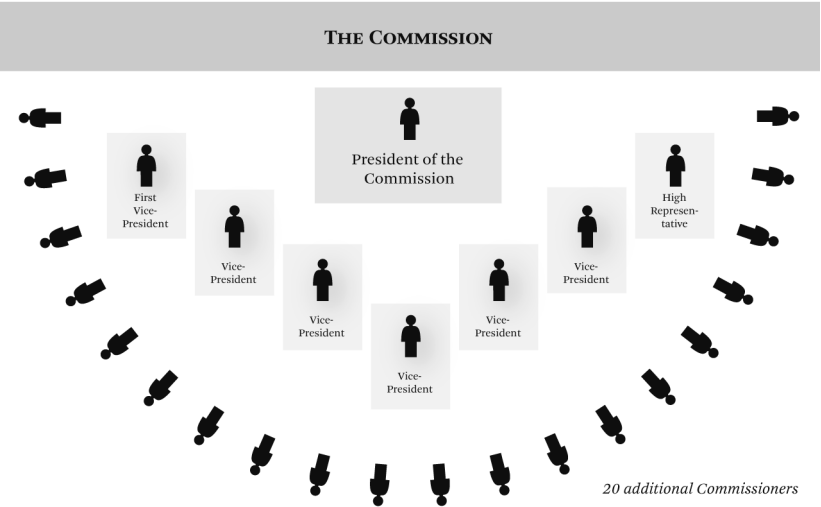 THE COMMISSION
President of the
Commission
First
Vice-
President
Vice-
President
Vice-
President
Vice-
President
Vice-
President
Vice-
President
High
Represen-
tative
20 additional Commissioners